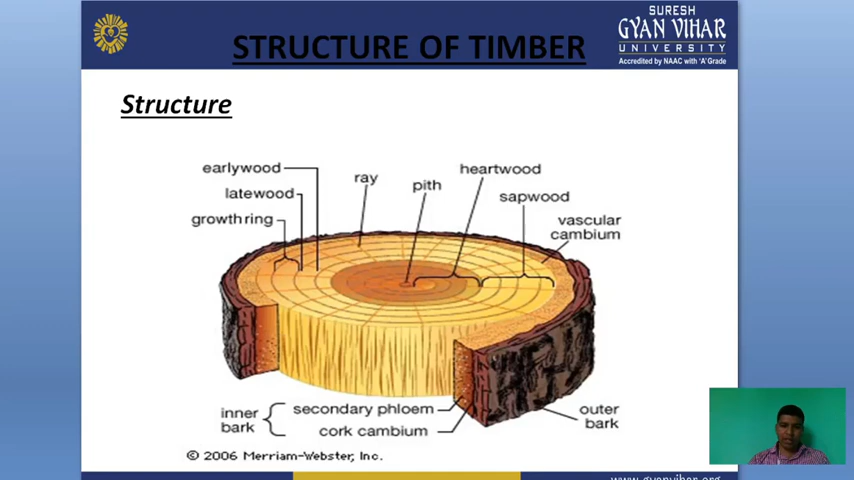 SURESH
GYAN VIHAR
UNIVERSITY
Accredited by NAAC with 'A' Grade
STRUCTURE OF TIMBER
Structure
earlywood
latewood
growth ring
ray
pith
heartwood
sapwood
vascular
cambium
inner
bark
secondary phloem
cork cambium
outer
bark
© 2006 Merriam-Webster, Inc.
www.gyanvihar.org